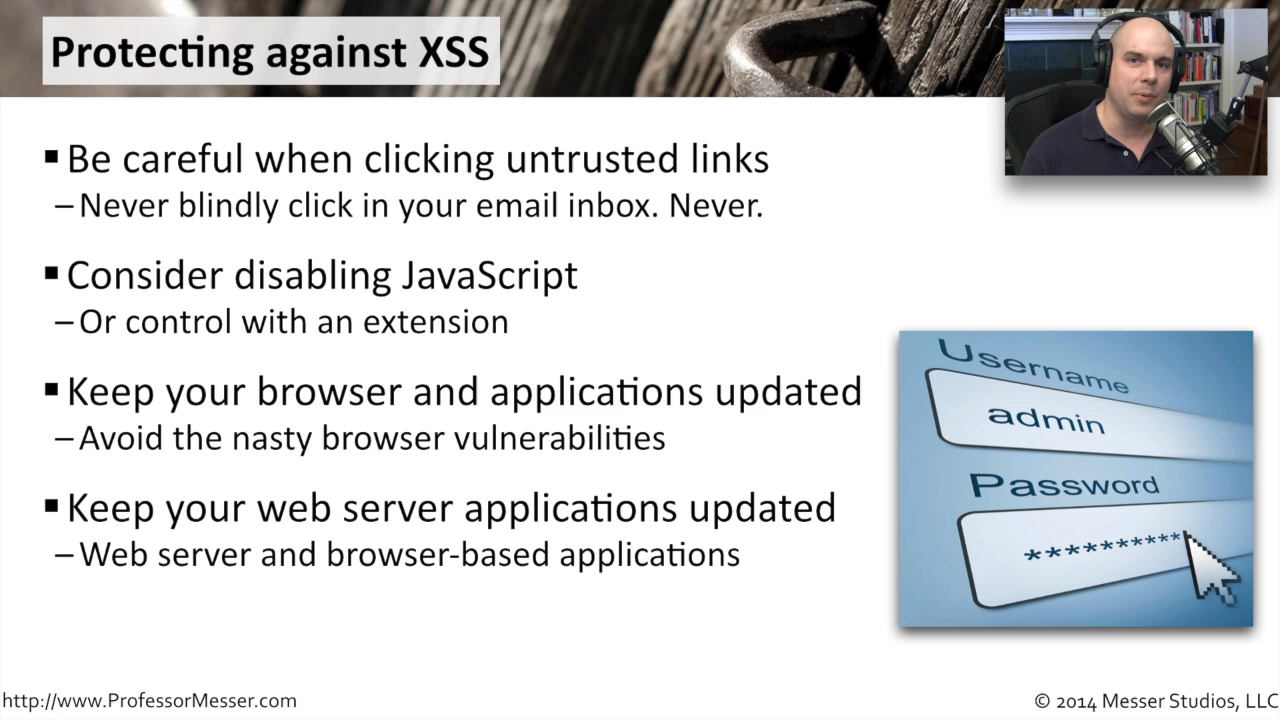 Protecting against XSS
▪ Be careful when clicking untrusted links
– Never blindly click in your email inbox. Never.
▪ Consider disabling JavaScript
– Or control with an extension
▪ Keep your browser and applications updated
– Avoid the nasty browser vulnerabilities
▪ Keep your web server applications updated
– Web server and browser-based applications
Username
admin
Password
**********
http://www.ProfessorMesser.com
© 2014 Messer Studios, LLC